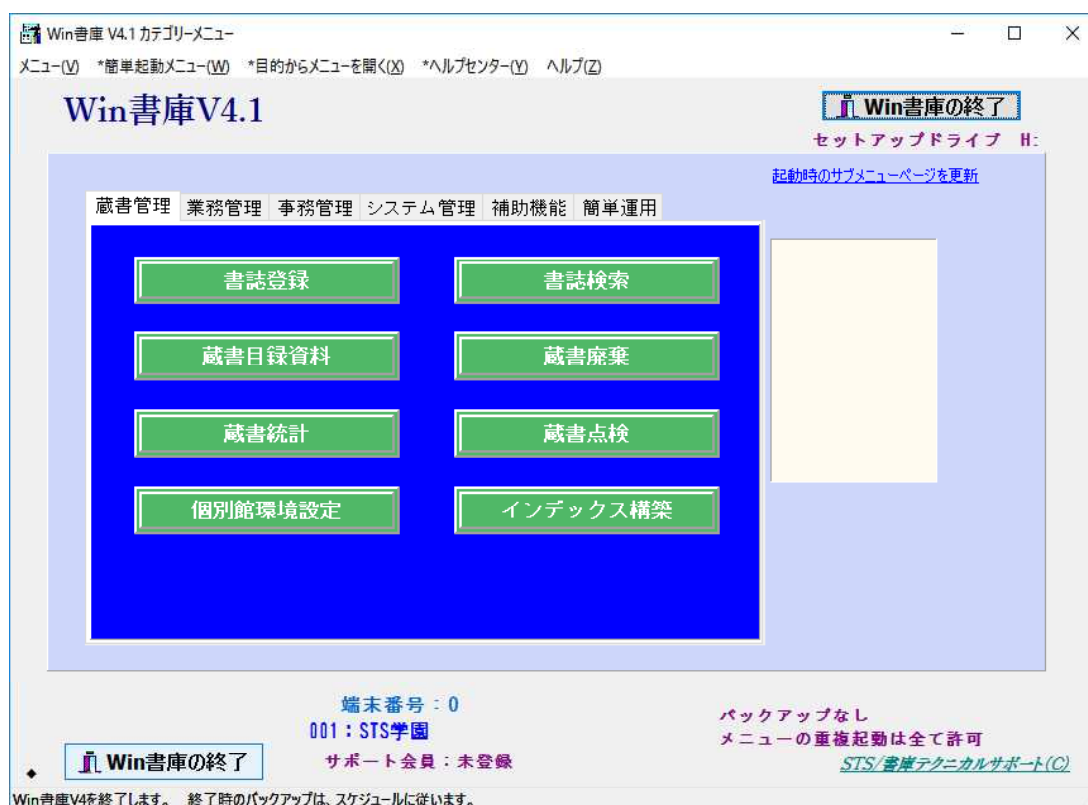 Win書庫 V4.1 カテゴリーメニュー
メニュー(V) *簡単起動メニュー(W) *目的からメニューを開く(X) *ヘルプセンター(Y) ヘルプ(Z)
Win書庫V4.1
Win書庫の終了
セットアップドライブ H:
起動時のサブメニューページを更新
蔵書管理 業務管理 事務管理 システム管理 補助機能 簡単運用
書誌登録 書誌検索
蔵書目録資料 蔵書廃棄
蔵書統計 蔵書点検
個別館環境設定 インデックス構築
端末番号：0
001：STS学園
サポート会員：未登録
バックアップなし
メニューの重複起動は全て許可
Win書庫の終了
STS/書庫テクニカルサポート(C)
Win書庫V4を終了します。 終了時のバックアップは、スケジュールに従います。